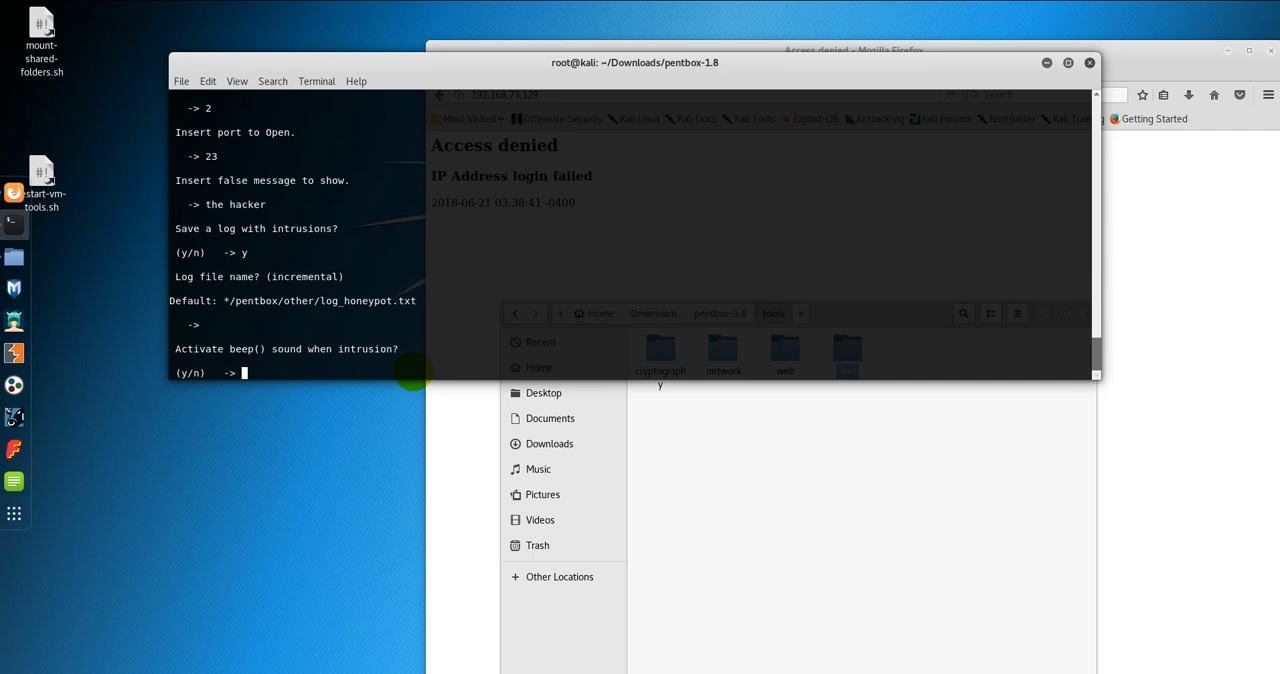 mount-
shared-
folders.sh
estart-vm-
tools.sh
Access denied - Mozilla Firefox
root@kali: ~/Downloads/pentbox-1.8
File Edit View Search Terminal Help
-> 2
Insert port to Open.
-> 23
Insert false message to show.
-> the hacker
Save a log with intrusions?
(y/n) -> y
Log file name? (incremental)
Default: */pentbox/other/log_honeypot.txt
->
Activate beep() sound when intrusion?
(y/n) ->
192.168.73.129
Search
Most Visited Offensive Security Kali Linux Kali Docs Kali Tools Exploit-DB Aircrack-ng Kali Forums NetHunter Kali Training Getting Started
Access denied
IP Address login failed
2018-06-21 03:38:41 -0400
Home Downloads pentbox-1.8 tools
Recent
Home
Desktop
Documents
Downloads
Music
Pictures
Videos
Trash
+ Other Locations
cryptograph
y
network
web